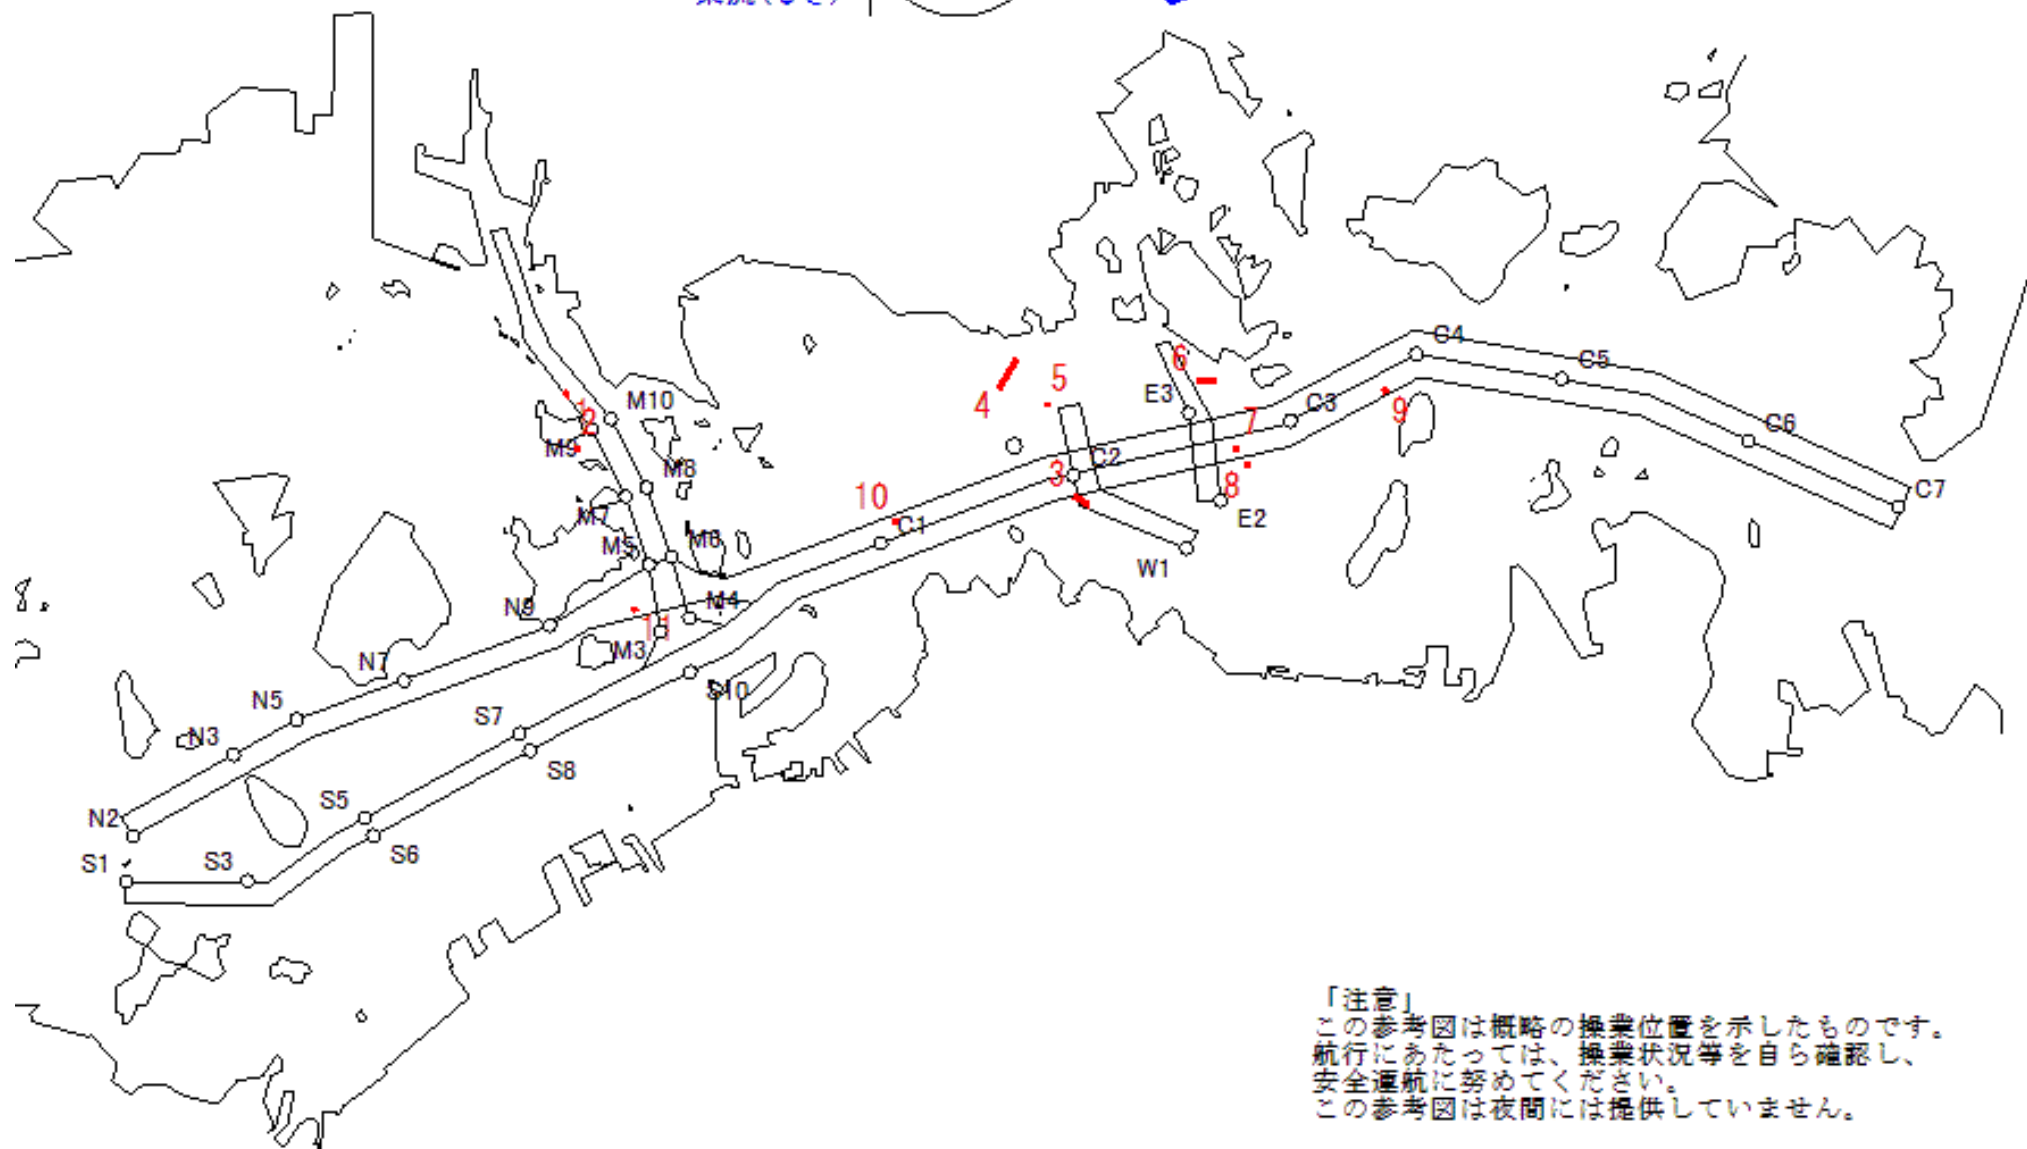 C4
C5
6
5
E3
4
M10
1
2
C3
7
9
C6
M9
M8
C2
3
8
C7
10
M7
E2
C1
M5
M6
W1
N9
M4
11
M3
N7
S10
N5
S7
N3
S8
S5
N2
S3
S6
S1
「注意」
この参考図は概略の操業位置を示したものです。
航行にあたっては、操業状況等を自ら確認し、
安全運航に努めてください。
この参考図は夜間には提供していません。